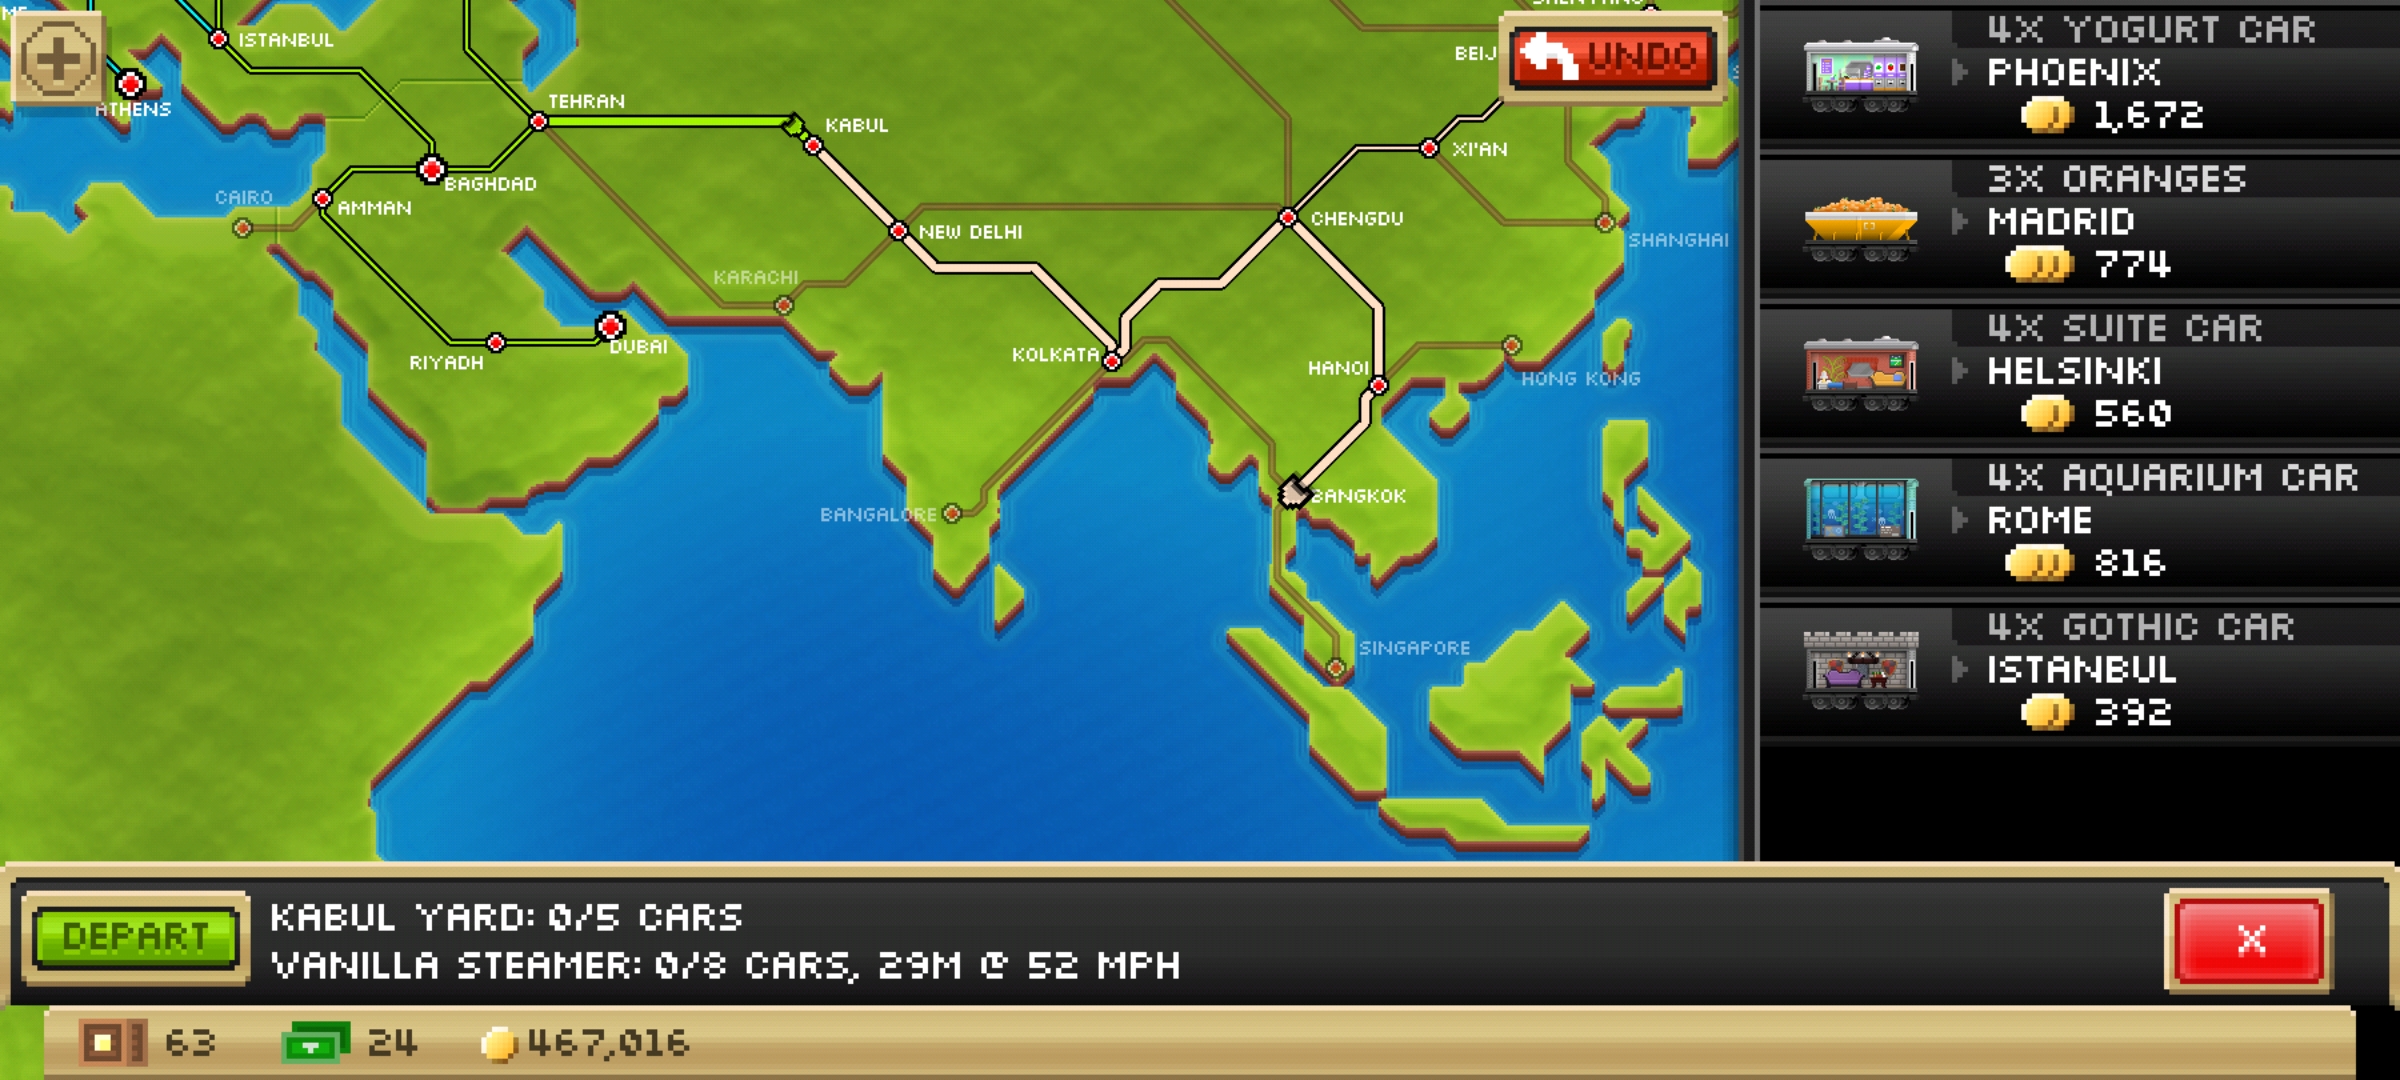 ISTANBUL
ATHENS
TEHRAN
KABUL
BEIJ
UNDO
XI'AN
BAGHDAD
CAIRO
AMMAN
NEW DELHI
CHENGDU
SHANGHAI
KARACHI
RIYADH
DUBAI
KOLKATA
HANOI
HONG KONG
BANGALORE
BANGKOK
SINGAPORE
4X YOGURT CAR
PHOENIX
1,672
3X ORANGES
MADRID
774
4X SUITE CAR
HELSINKI
560
4X AQUARIUM CAR
ROME
816
4X GOTHIC CAR
ISTANBUL
392
DEPART
KABUL YARD: 0/5 CARS
VANILLA STEAMER: 0/8 CARS, 29M @ 52 MPH
X
63
24
467,016